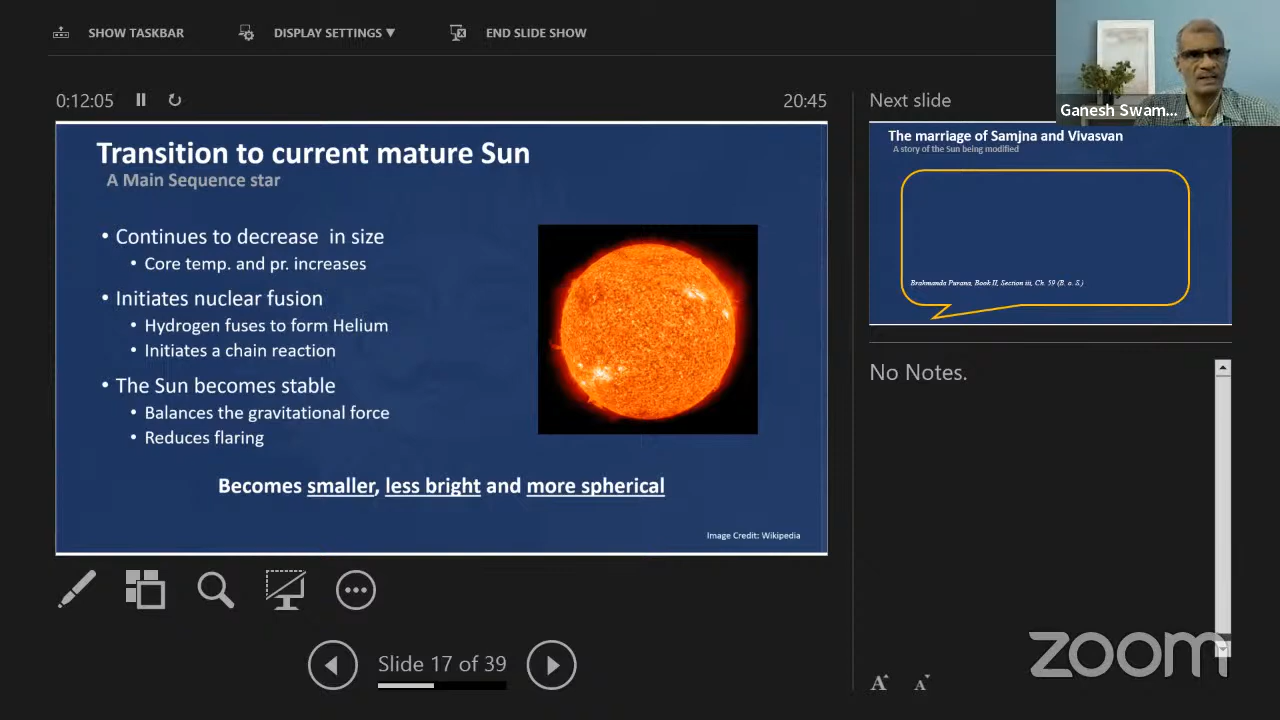 SHOW TASKBAR
DISPLAY SETTINGS ▼
END SLIDE SHOW
Ganesh Swam...
0:12:05
20:45
Next slide
Transition to current mature Sun
A Main Sequence star
• Continues to decrease in size
• Core temp. and pr. increases
• Initiates nuclear fusion
• Hydrogen fuses to form Helium
• Initiates a chain reaction
• The Sun becomes stable
• Balances the gravitational force
• Reduces flaring
Becomes smaller, less bright and more spherical
Image Credit: Wikipedia
The marriage of Samjna and Vivasvan
A story of the Sun being modified
Brahmanda Purana, Book II, Section iii, Ch. 59 (B. o. S.)
No Notes.
Slide 17 of 39
A A
zoom